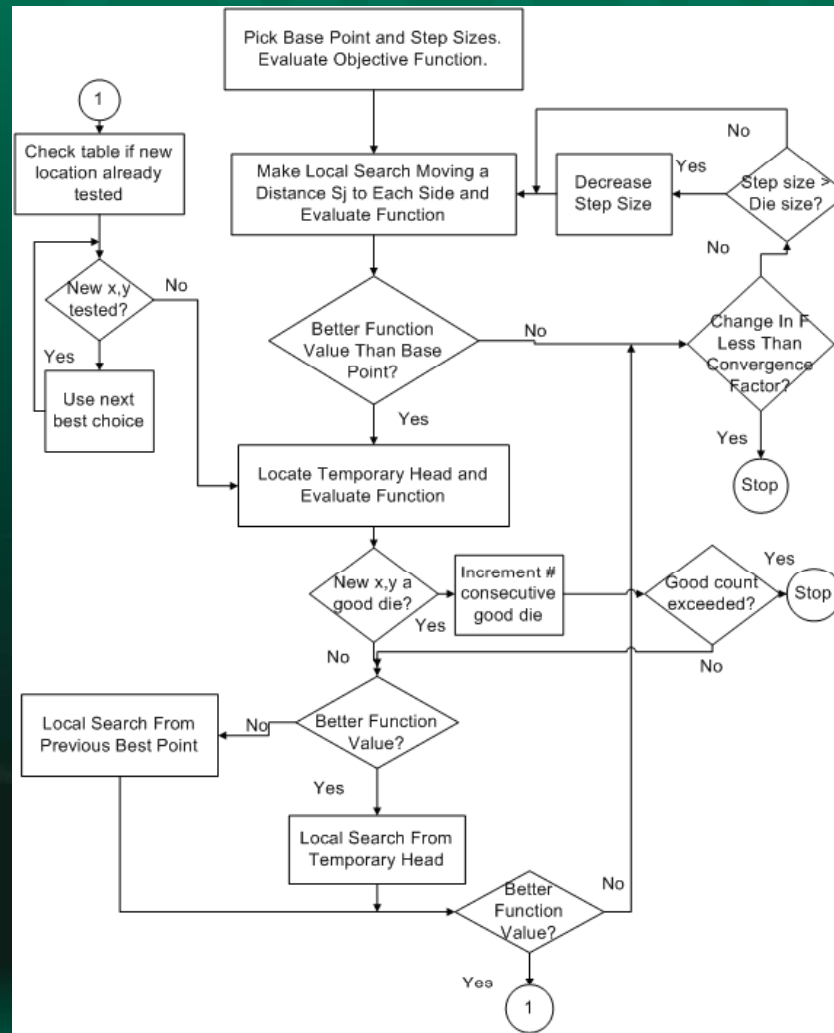 Pick Base Point and Step Sizes.
Evaluate Objective Function.
1
Check table if new
location already
tested
Make Local Search Moving a
Distance Sj to Each Side and
Evaluate Function
Decrease
Step Size
Yes
No
Step size >
Die size?
No
New x,y
tested?
No
Yes
Use next
best choice
Better Function
Value Than Base
Point?
No
Yes
Change In F
Less Than
Convergence
Factor?
Yes
Stop
Locate Temporary Head and
Evaluate Function
New x,y a
good die?
Yes
No
Increment #
consecutive
good die
Good count
exceeded?
Yes
Stop
No
Better Function
Value?
No
Yes
Local Search From
Previous Best Point
Local Search From
Temporary Head
Better
Function
Value?
No
Yes
1